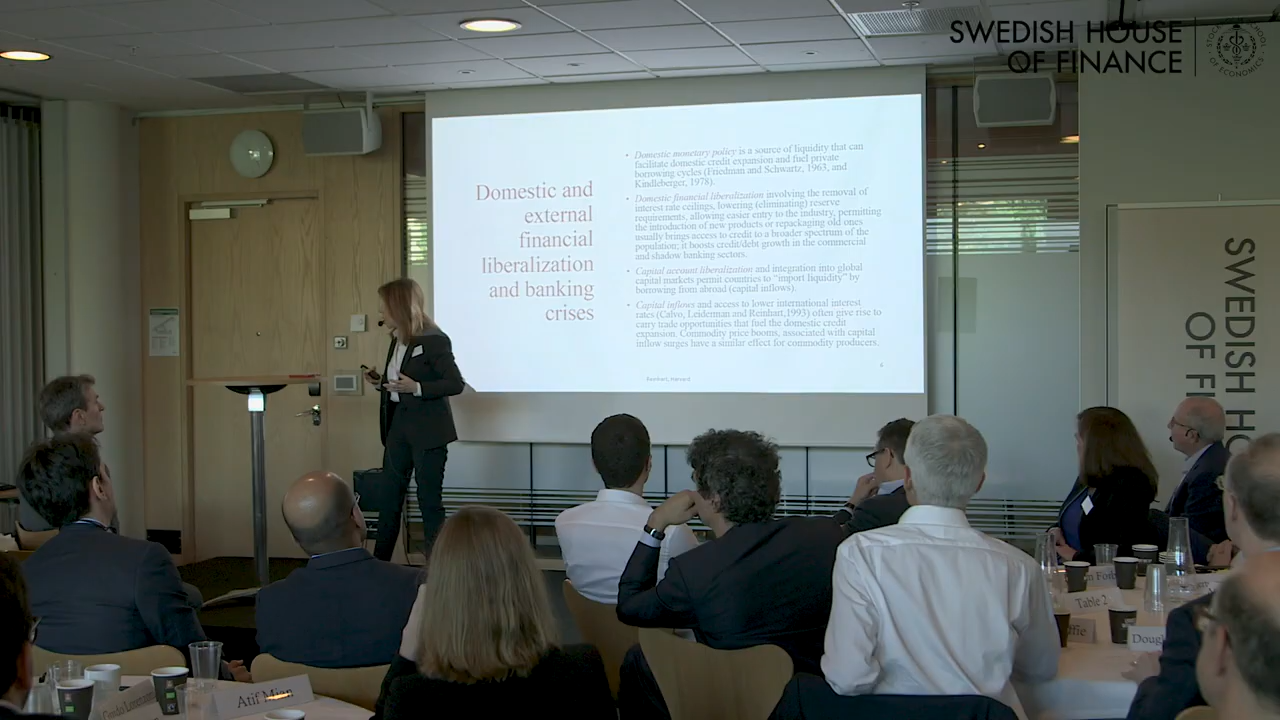 SWEDISH HOUSE
OF FINANCE
Domestic and
external
financial
liberalization
and banking
crises
• Domestic monetary policy is a source of liquidity that can
facilitate domestic credit expansion and fuel private
borrowing cycles (Friedman and Schwartz, 1963, and
Kindleberger, 1978).
• Domestic financial liberalization involving the removal of
interest rate ceilings, lowering (eliminating) reserve
requirements, allowing easier entry to the industry, permitting
the introduction of new products or repackaging old ones
usually brings access to credit to a broader spectrum of the
population; it boosts credit/debt growth in the commercial
and shadow banking sectors.
• Capital account liberalization and integration into global
capital markets permit countries to "import liquidity" by
borrowing from abroad (capital inflows).
• Capital inflows and access to lower international interest
rates (Calvo, Leiderman and Reinhart,1993) often give rise to
carry trade opportunities that fuel the domestic credit
expansion. Commodity price booms, associated with capital
inflow surges have a similar effect for commodity producers.
Reinhart, Harvard
SWEDISH HO
OF FI
Table 2
Doug
Atif Mian